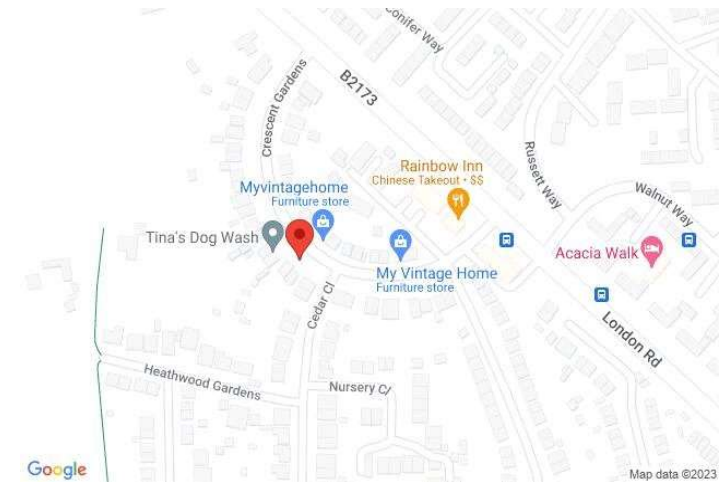 Conifer Way
B2173
Crescent Gardens
Rainbow Inn
Chinese Takeout • $$
Russett Way
Myvintagehome
Furniture store
Walnut Way
Tina's Dog Wash
Acacia Walk
My Vintage Home
Furniture store
Cedar Cl
London Rd
Heathwood Gardens
Nursery Cl
Google
Map data ©2023